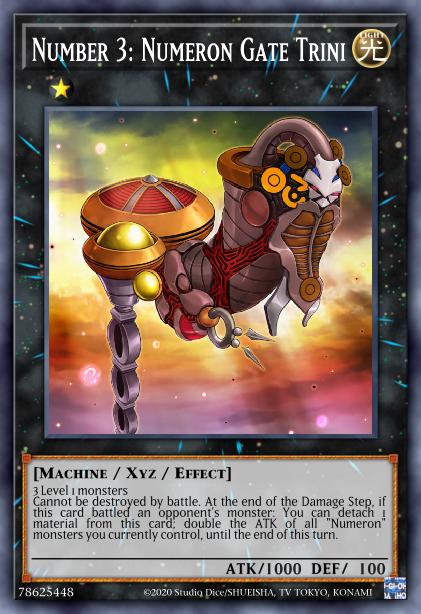 Number 3: Numeron Gate Trini
LIGHT
光
[Machine / Xyz / Effect]
3 Level 1 monsters
Cannot be destroyed by battle. At the end of the Damage Step, if
this card battled an opponent's monster: You can detach 1
material from this card; double the ATK of all "Numeron"
monsters you currently control, until the end of this turn.
ATK/1000 DEF/ 100
78625448
©2020 Studio Dice/SHUEISHA, TV TOKYO, KONAMI